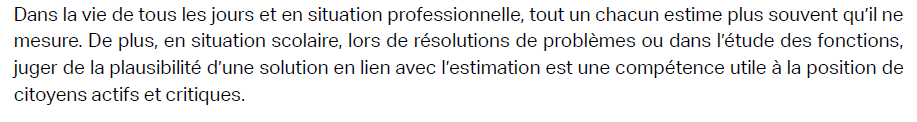 Dans la vie de tous les jours et en situation professionnelle, tout un chacun estime plus souvent qu’il ne
mesure. De plus, en situation scolaire, lors de résolutions de problèmes ou dans l’étude des fonctions,
juger de la plausibilité d’une solution en lien avec l’estimation est une compétence utile à la position de
citoyens actifs et critiques.